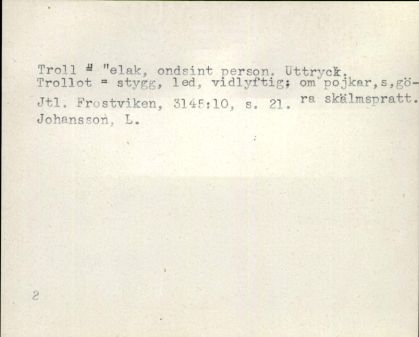 Troll = "elak, ondsint person. Uttryck.
Trollot = stygg, led, vidlyftig; om pojkar,s,gö-
ra skälmspratt.
Jtl. Frostviken, 3148:10, s. 21.
Johansson, L.
2